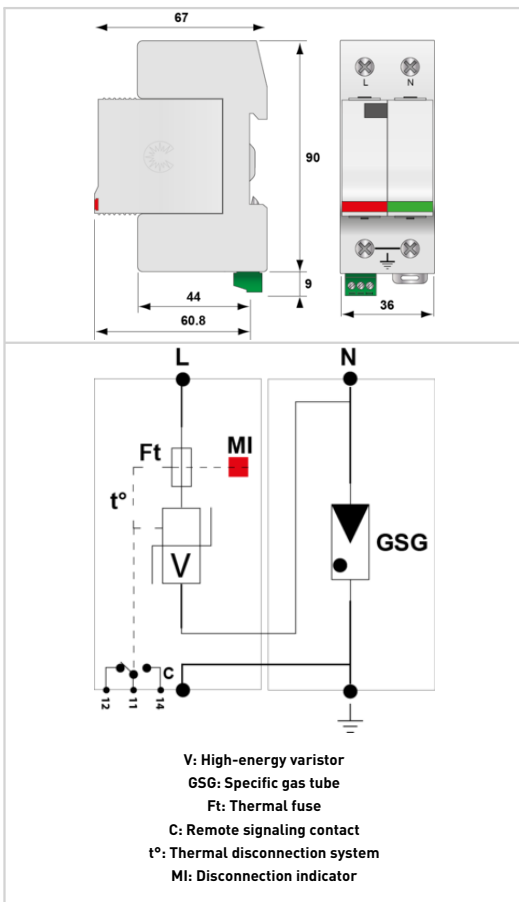 67
L N
90
9
44
36
60.8
L N
Ft MI
t°
V
GSG
C
12 11 14
V: High-energy varistor
GSG: Specific gas tube
Ft: Thermal fuse
C: Remote signaling contact
t°: Thermal disconnection system
MI: Disconnection indicator